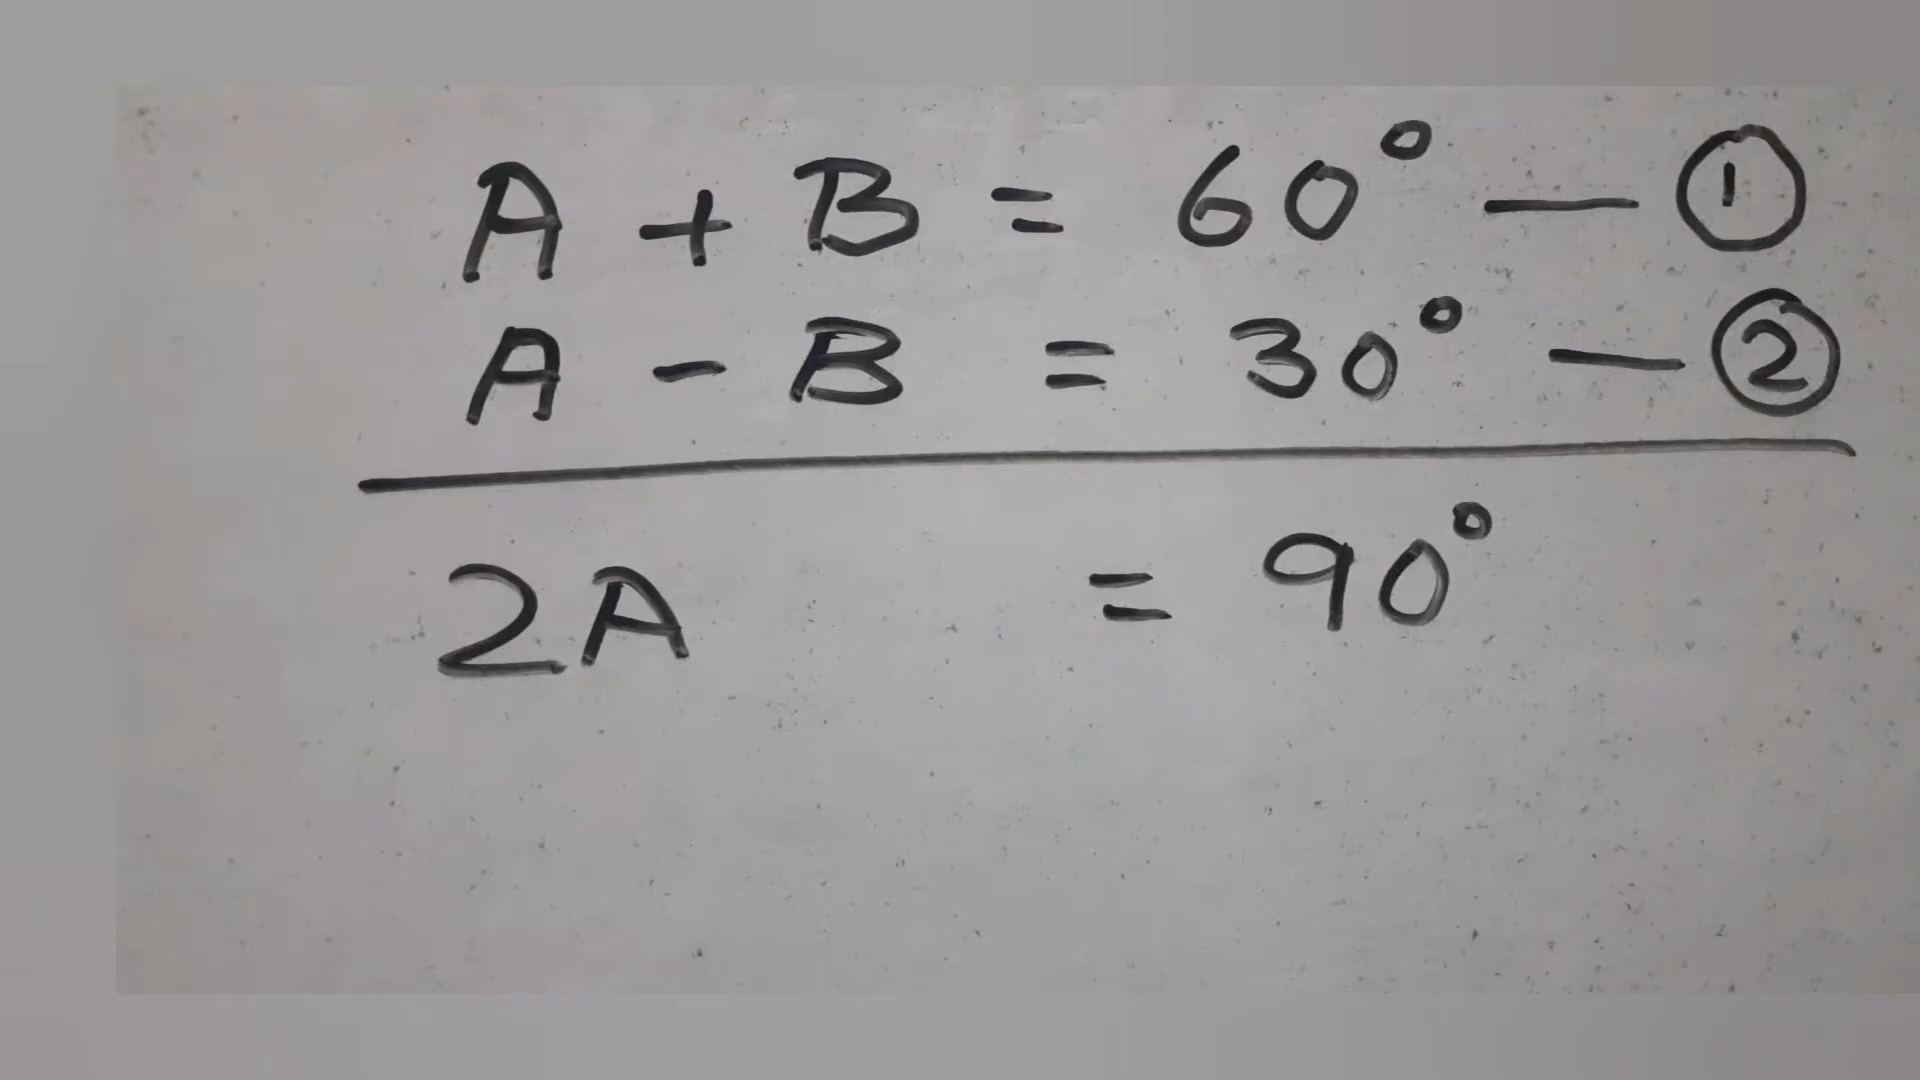 A + B = 60° — ①
A - B = 30° — ②
2A = 90°